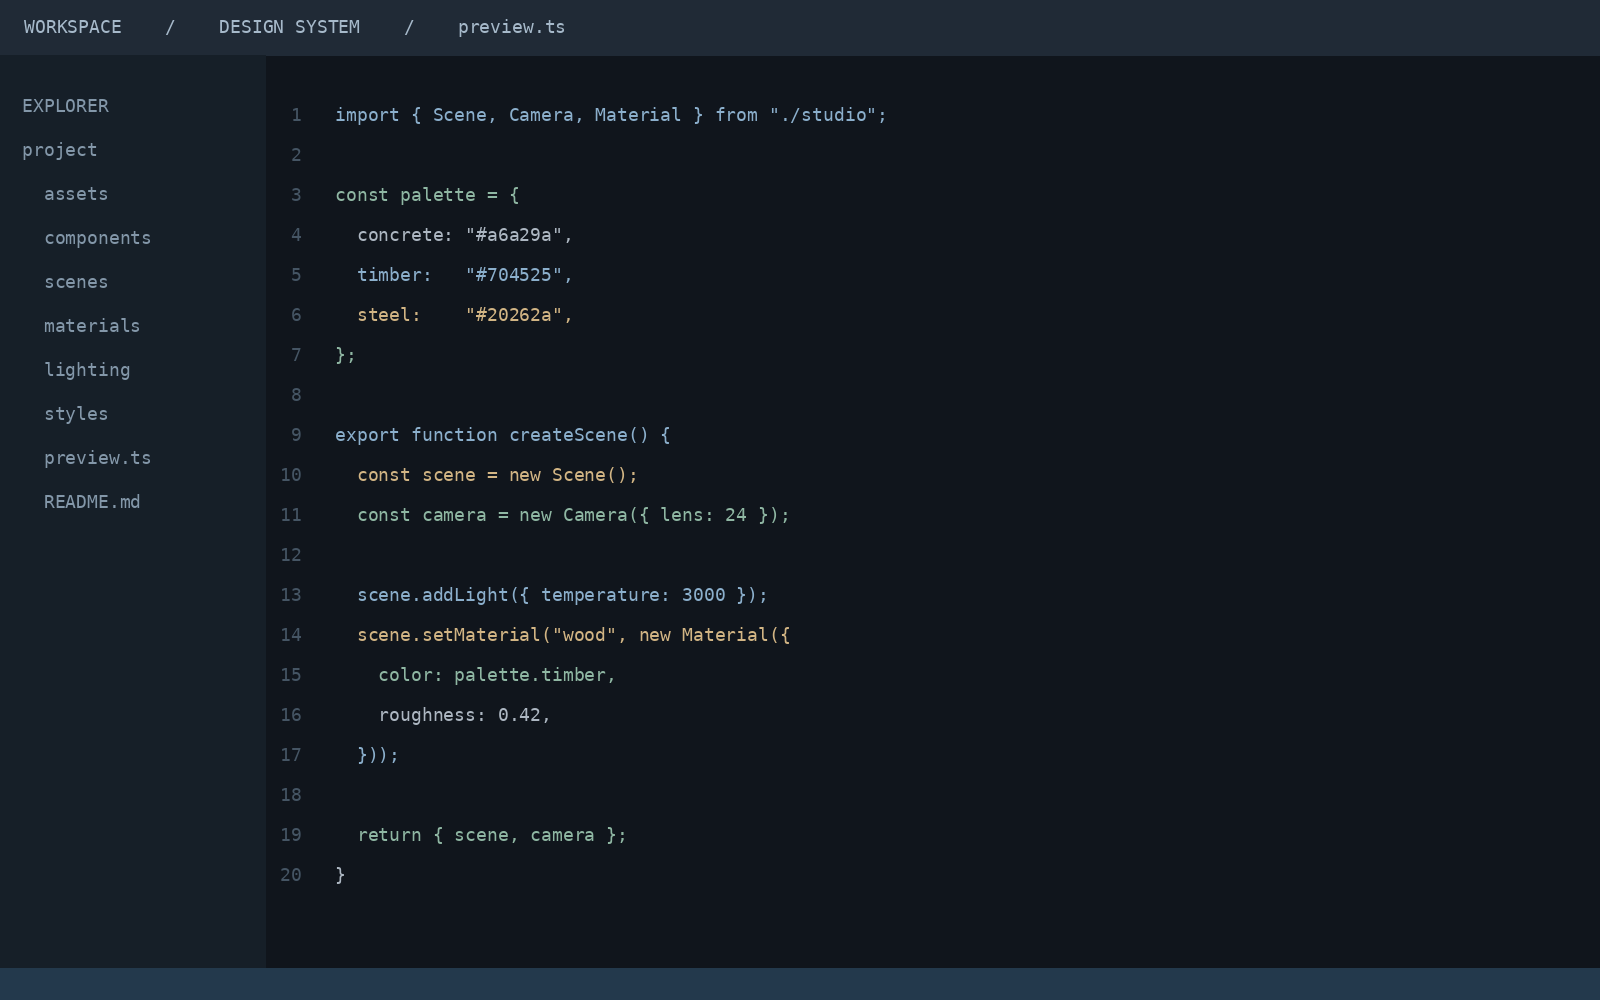 WORKSPACE / DESIGN SYSTEM / preview.ts
EXPLORER
project
assets
components
scenes
materials
lighting
styles
preview.ts
README.md
1 import { Scene, Camera, Material } from "./studio";
2
3 const palette = {
4   concrete: "#a6a29a",
5   timber:   "#704525",
6   steel:    "#20262a",
7 };
8
9 export function createScene() {
10   const scene = new Scene();
11   const camera = new Camera({ lens: 24 });
12
13   scene.addLight({ temperature: 3000 });
14   scene.setMaterial("wood", new Material({
15     color: palette.timber,
16     roughness: 0.42,
17   }));
18
19   return { scene, camera };
20 }